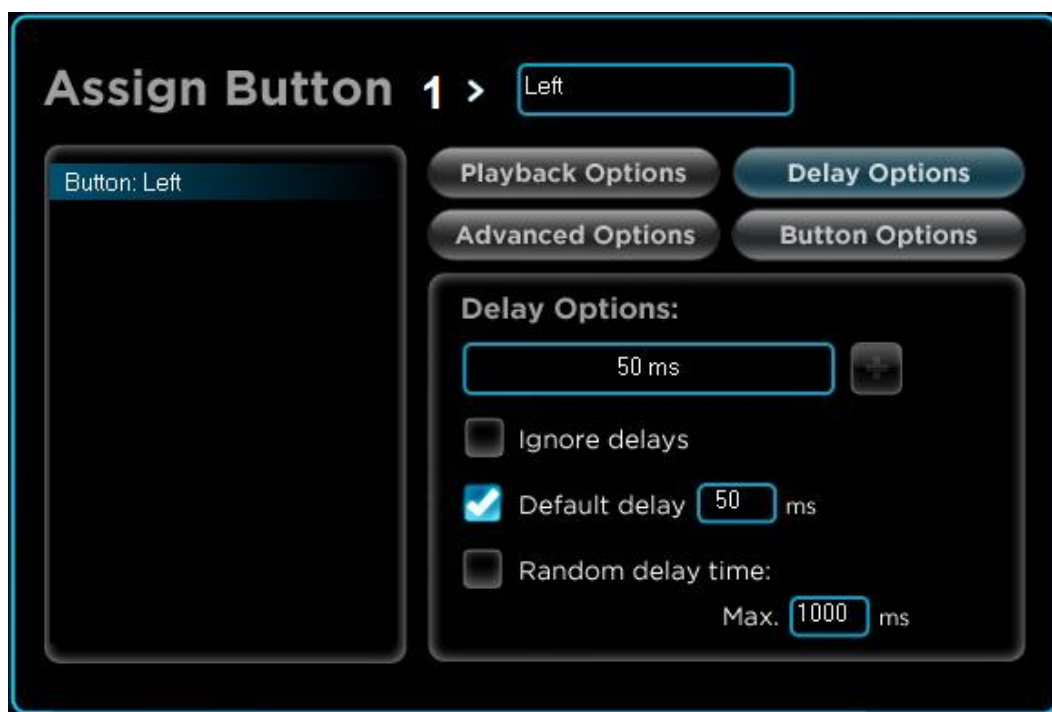 Assign Button 1 > Left
Button: Left
Playback Options
Delay Options
Advanced Options
Button Options
Delay Options:
50 ms
Ignore delays
Default delay 50 ms
Random delay time:
Max. 1000 ms